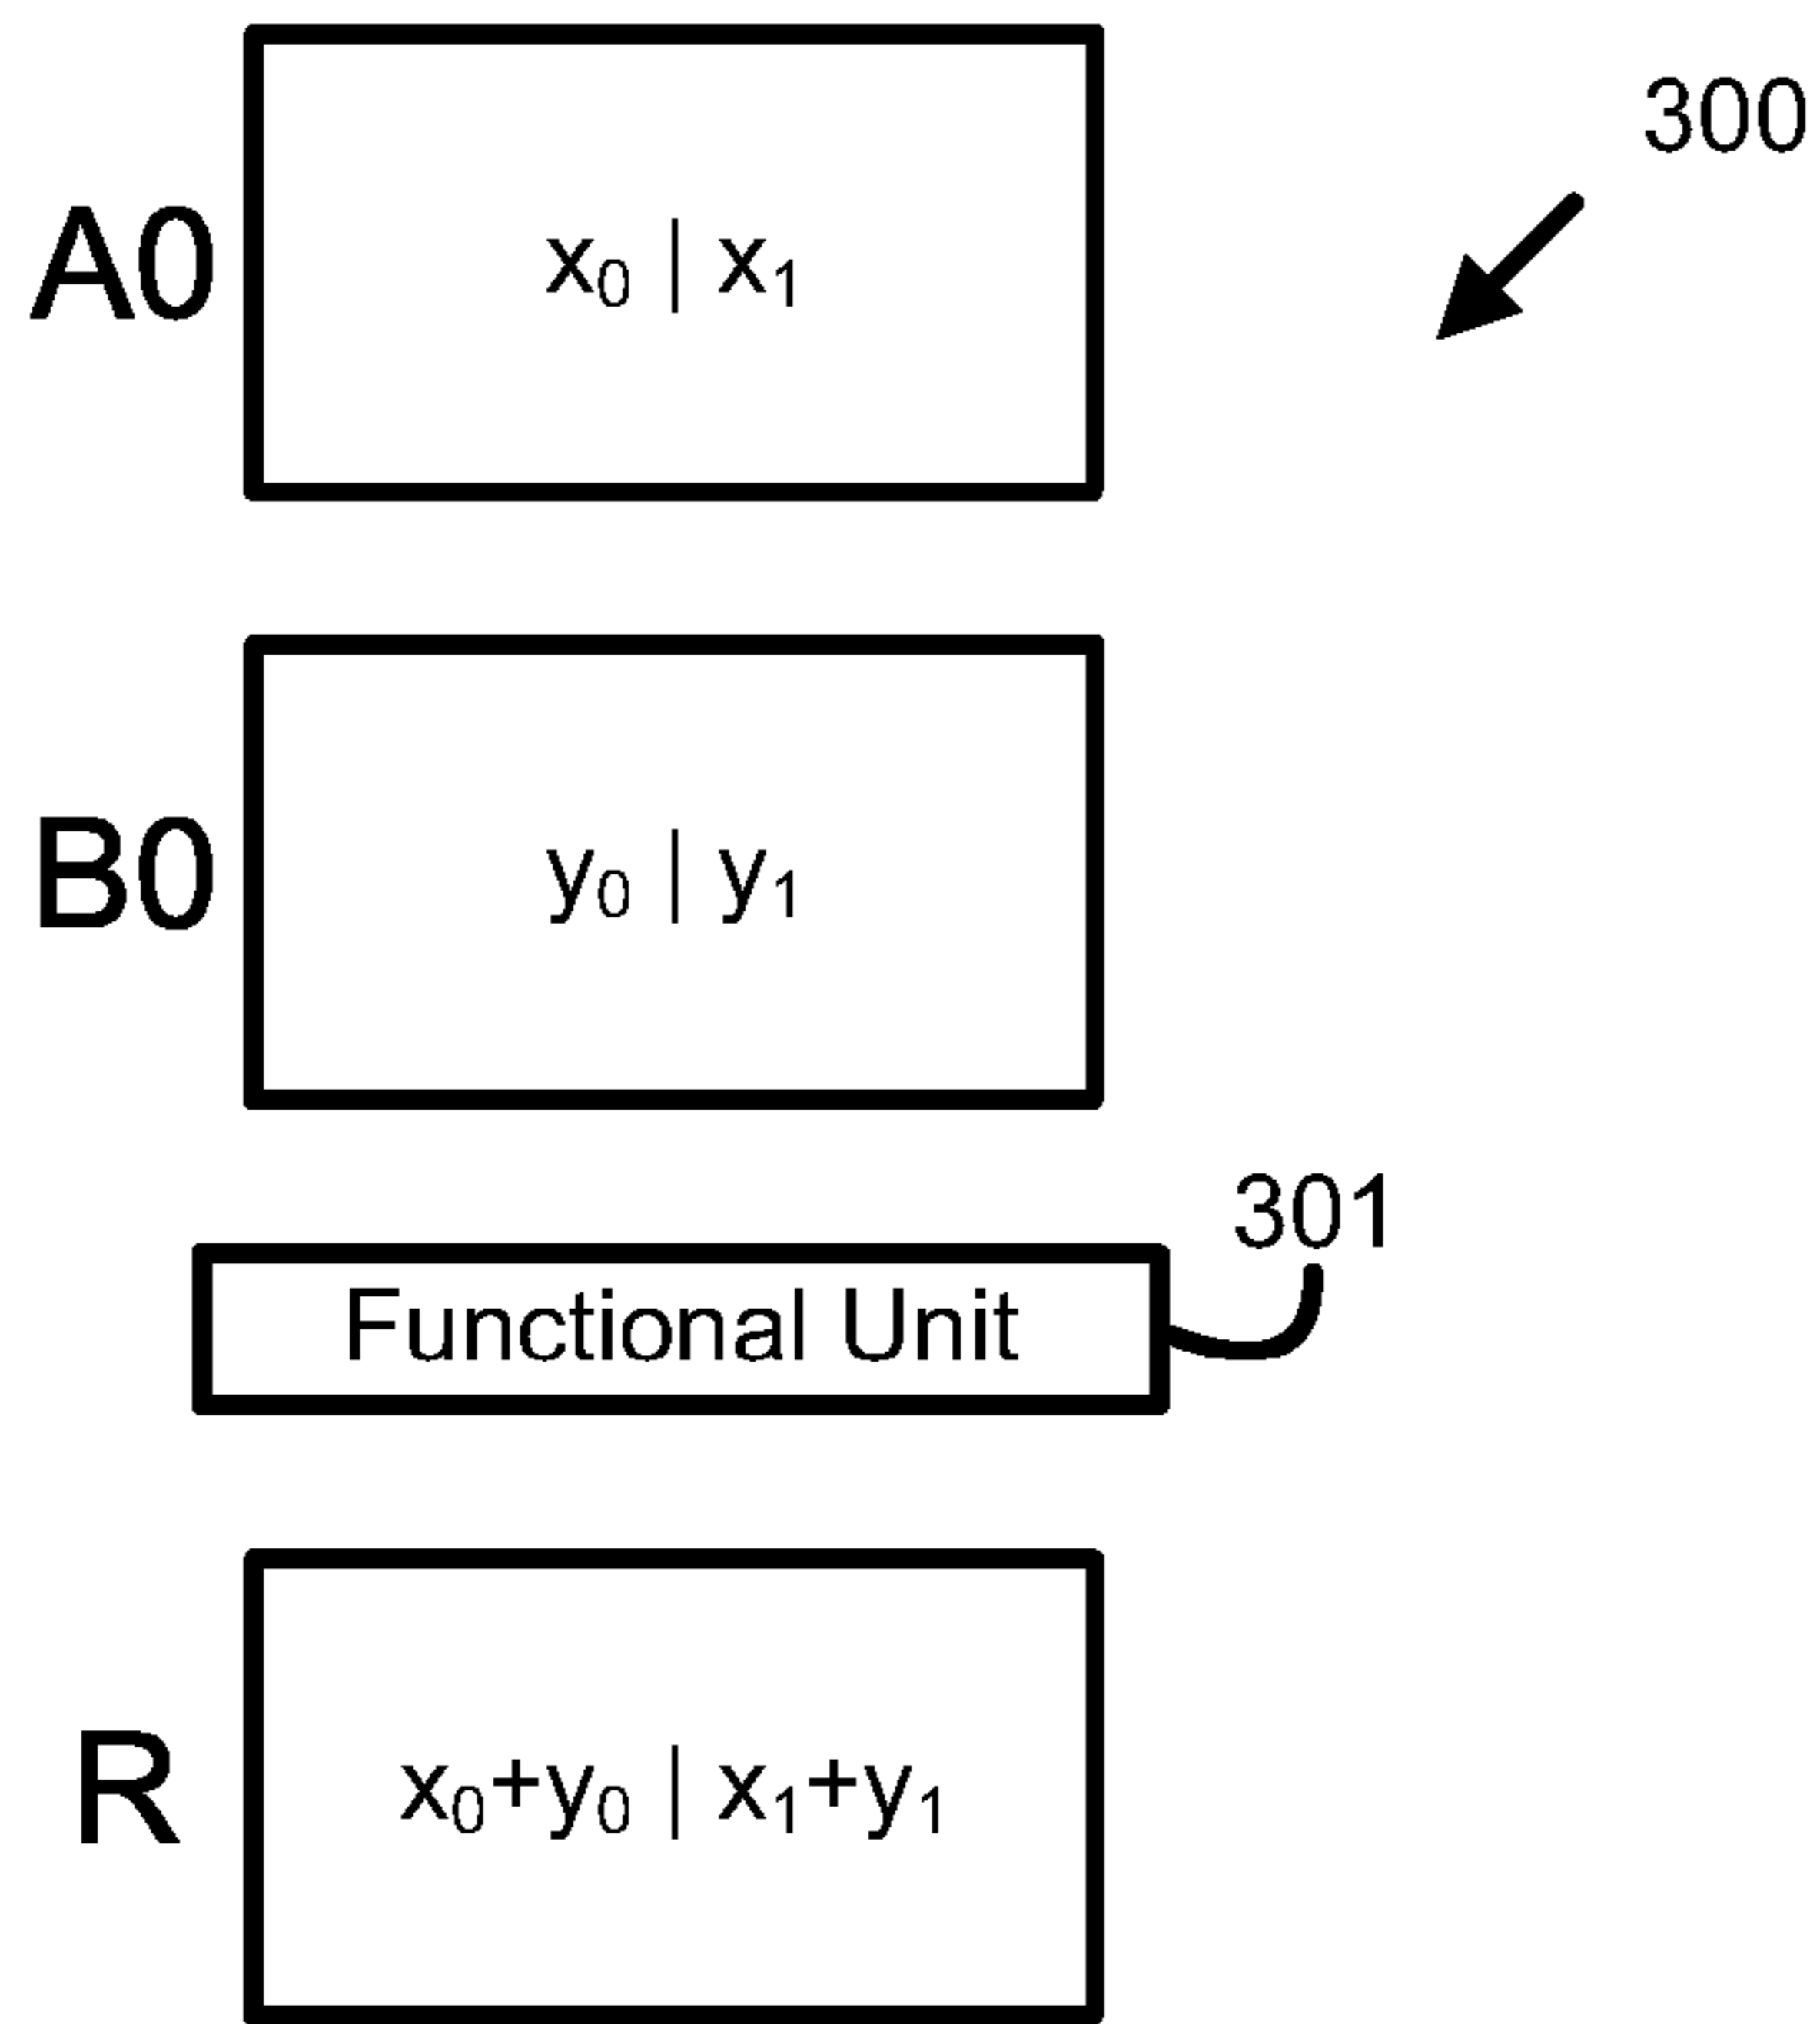 300
A0 x₀ | x₁
B0 y₀ | y₁
301
Functional Unit
R x₀+y₀ | x₁+y₁